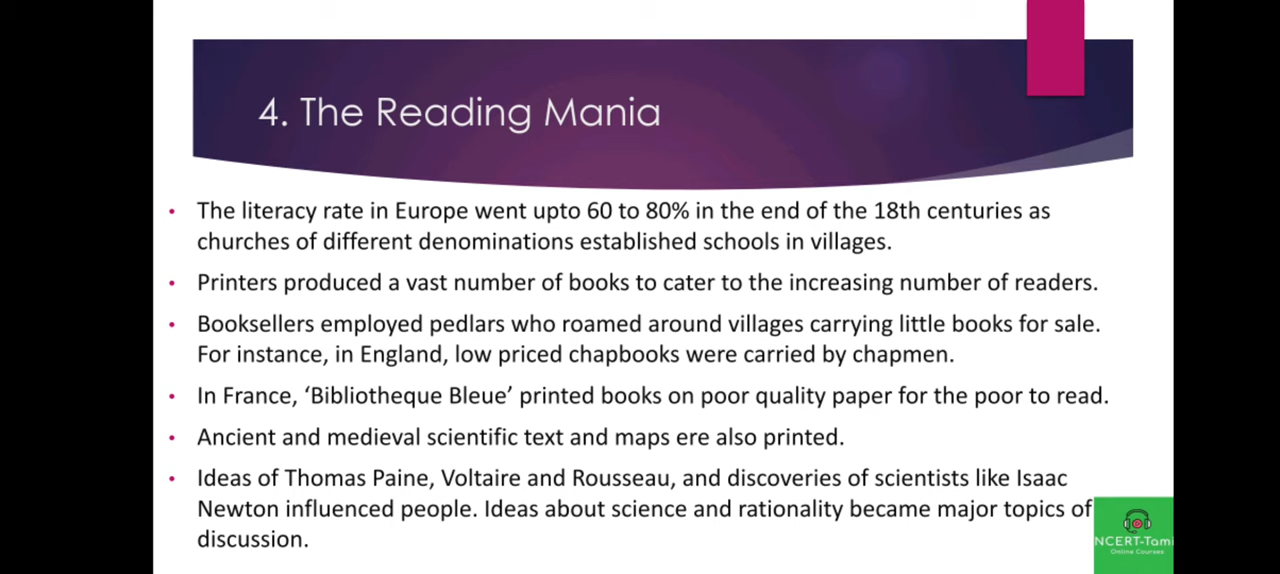 4. The Reading Mania
• The literacy rate in Europe went upto 60 to 80% in the end of the 18th centuries as
churches of different denominations established schools in villages.
• Printers produced a vast number of books to cater to the increasing number of readers.
• Booksellers employed pedlars who roamed around villages carrying little books for sale.
For instance, in England, low priced chapbooks were carried by chapmen.
• In France, ‘Bibliotheque Bleue’ printed books on poor quality paper for the poor to read.
• Ancient and medieval scientific text and maps ere also printed.
• Ideas of Thomas Paine, Voltaire and Rousseau, and discoveries of scientists like Isaac
Newton influenced people. Ideas about science and rationality became major topics of
discussion.
NCERT-Tami
Online Courses